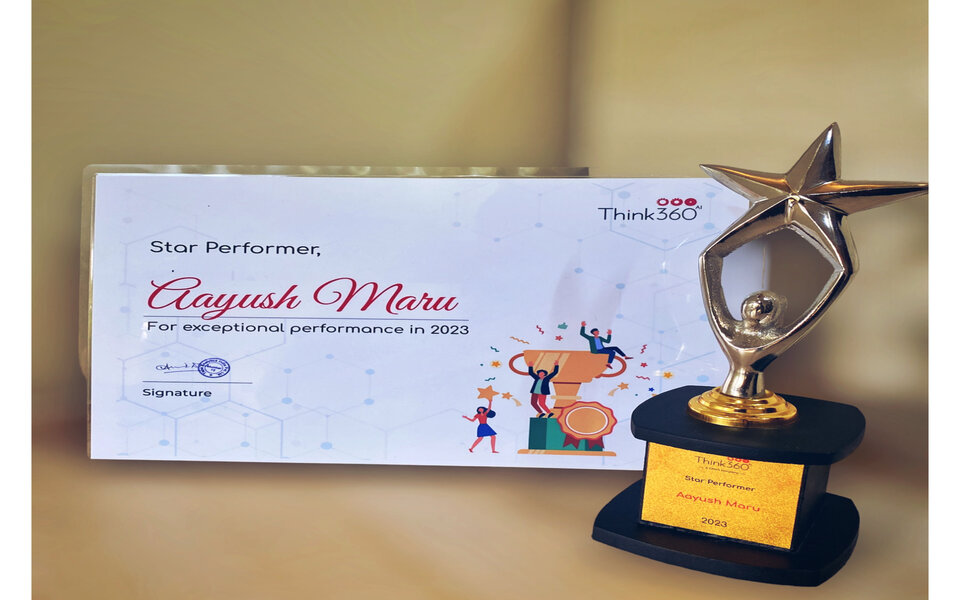 Think360 AI
Star Performer,
Aayush Maru
For exceptional performance in 2023
Signature
Think360
Star Performer
Aayush Maru
2023